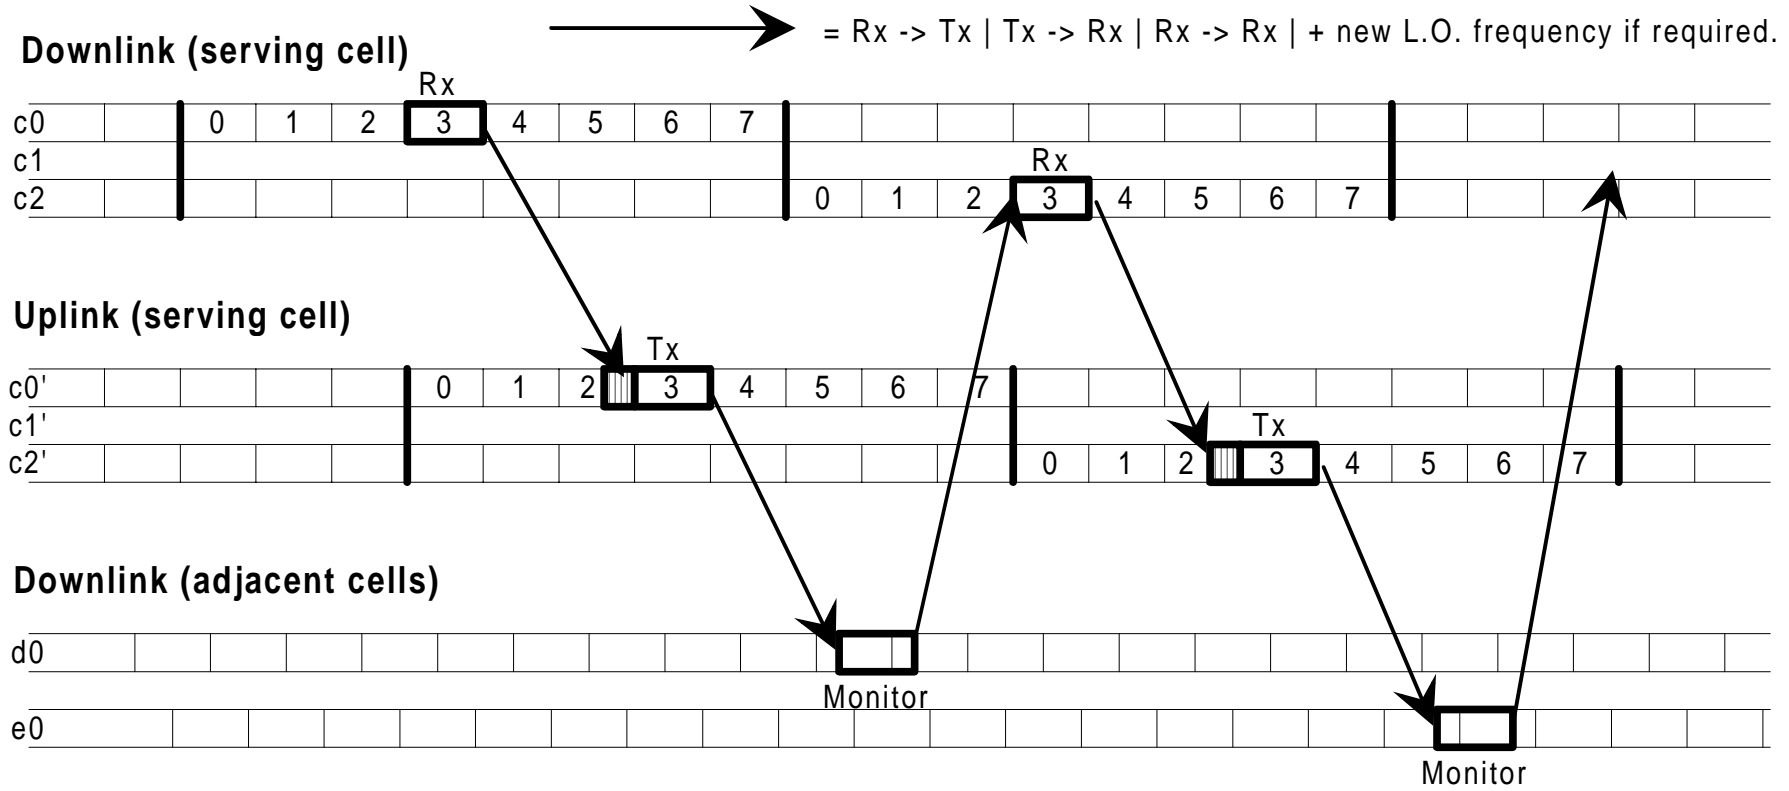 = Rx -> Tx | Tx -> Rx | Rx -> Rx | + new L.O. frequency if required.
Downlink (serving cell)
Rx
c0 0 1 2 3 4 5 6 7
c1 Rx
c2 0 1 2 3 4 5 6 7
Uplink (serving cell)
Tx
c0' 0 1 2 3 4 5 6 7
c1' Tx
c2' 0 1 2 3 4 5 6 7
Downlink (adjacent cells)
d0
Monitor
e0
Monitor